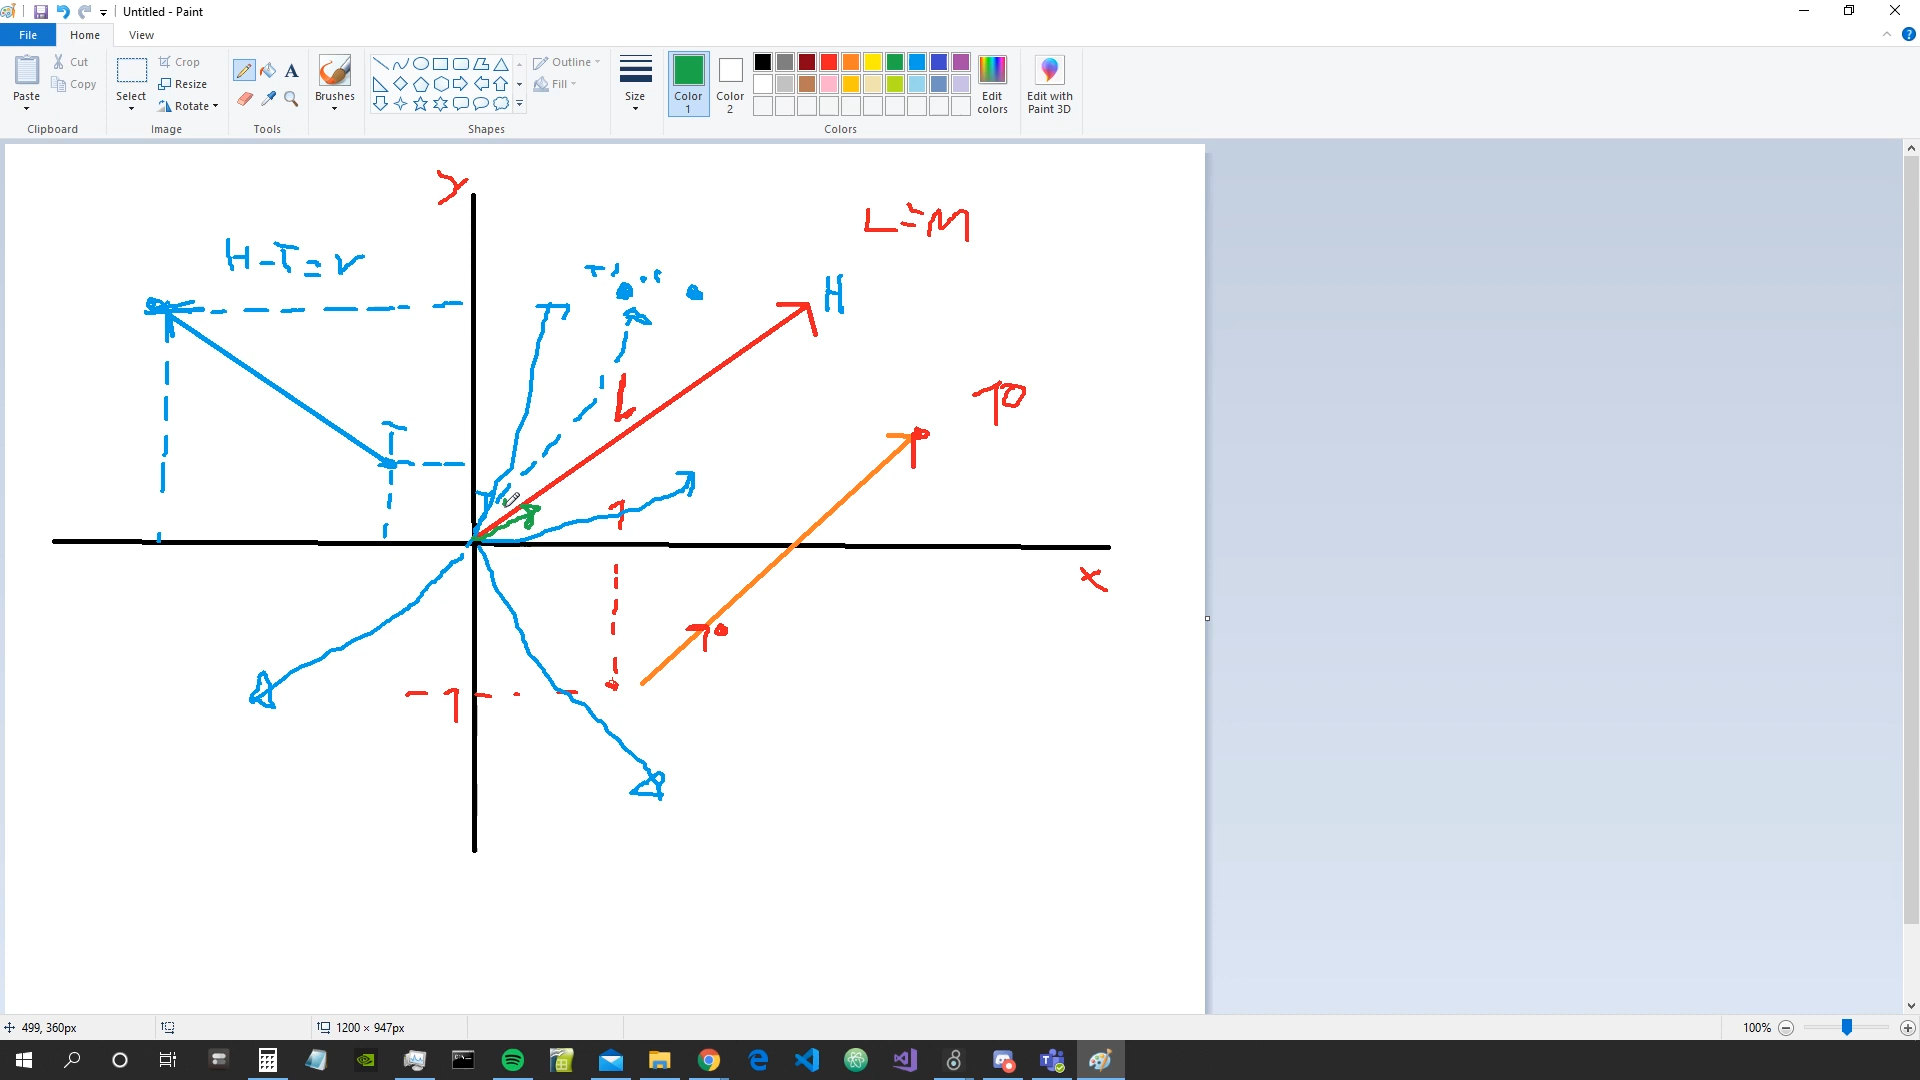 Untitled - Paint
File Home View
Paste
Cut
Copy
Clipboard
Select
Crop
Resize
Rotate
Image
Tools
Brushes
Outline
Fill
Shapes
Size
Color 1
Color 2
Edit colors
Colors
Edit with Paint 3D
y
L=M
H-T=v
H
L
T
1
1
-1
x
499, 360px
1200 × 947px
100%